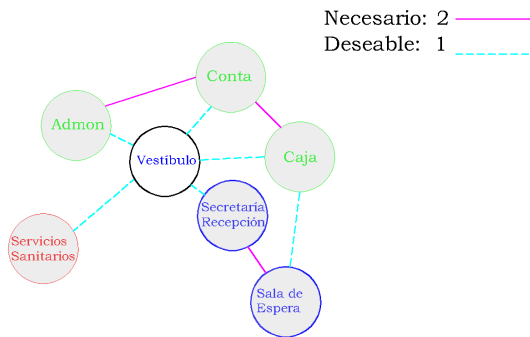 Necesario: 2
Deseable: 1
Conta
Admon
Vestíbulo
Caja
Secretaría
Recepción
Servicios
Sanitarios
Sala de
Espera